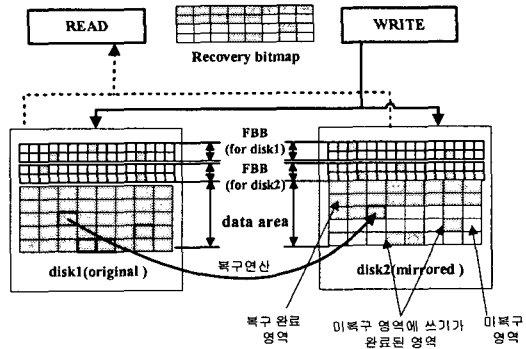 READ
WRITE
Recovery bitmap
FBB
(for disk1)
FBB
(for disk2)
data area
disk1(original )
disk2(mirrored )
복구연산
복구 완료
영역
미복구 영역에 쓰기가
완료된 영역
미복구
영역